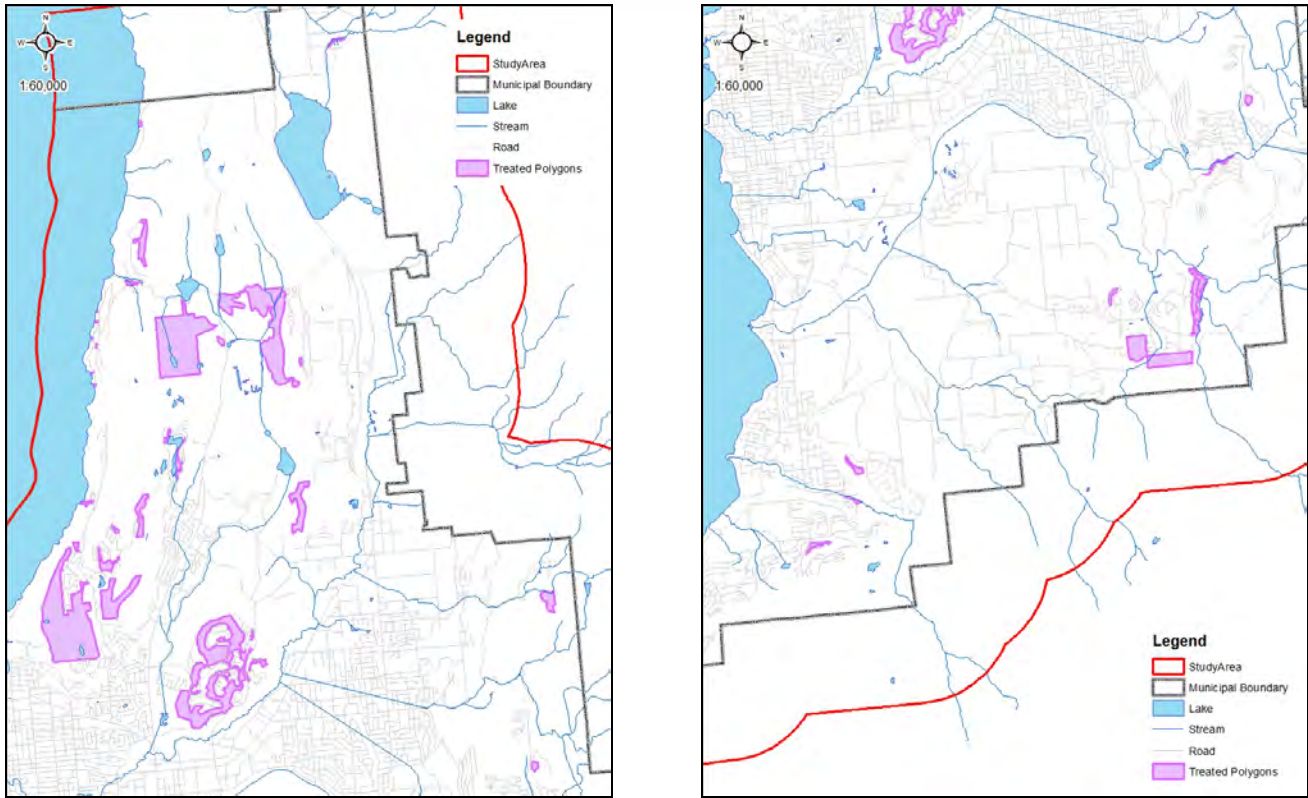 N
W E
S
1:60,000
Legend
StudyArea
Municipal Boundary
Lake
Stream
Road
Treated Polygons
N
W E
S
1:60,000
Legend
StudyArea
Municipal Boundary
Lake
Stream
Road
Treated Polygons